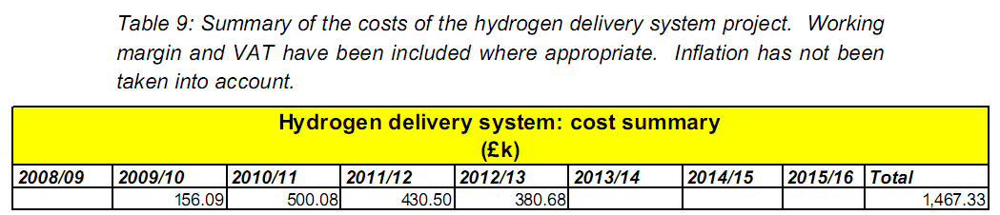 Table 9: Summary of the costs of the hydrogen delivery system project.  Working
margin and VAT have been included where appropriate.  Inflation has not been
taken into account.
Hydrogen delivery system: cost summary
(£k)
2008/09 2009/10 2010/11 2011/12 2012/13 2013/14 2014/15 2015/16 Total
156.09 500.08 430.50 380.68 1,467.33